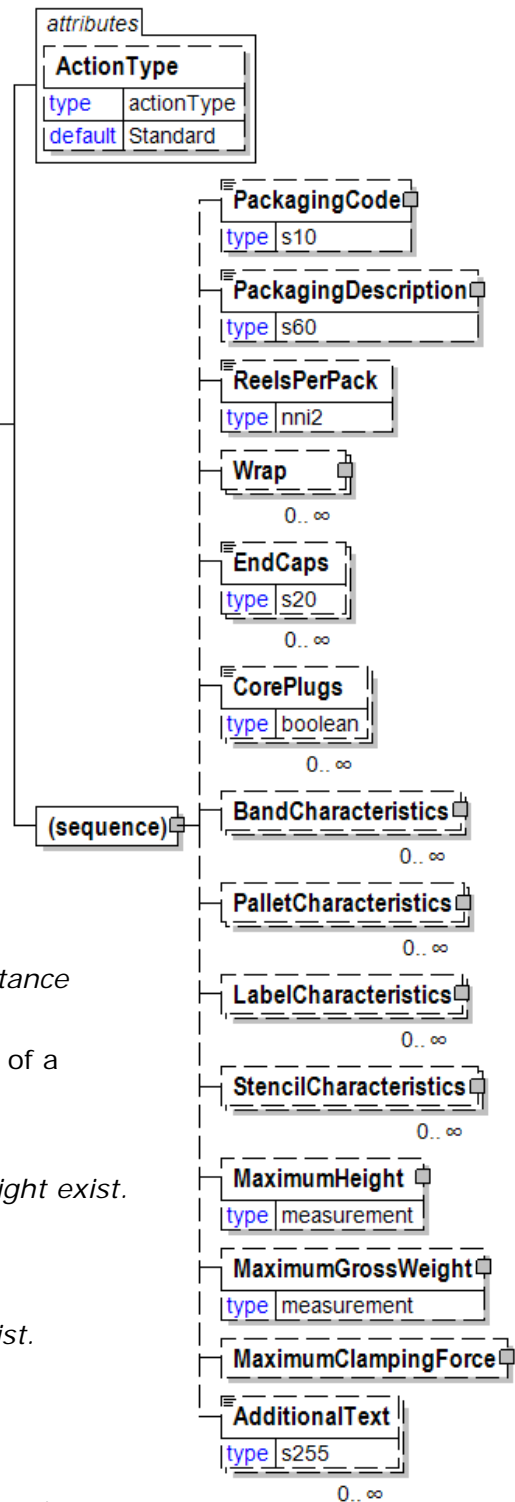 attributes
ActionType
type actionType
default Standard
PackagingCode
type s10
PackagingDescription
type s60
ReelsPerPack
type nni2
Wrap
0.. ∞
EndCaps
type s20
0.. ∞
CorePlugs
type boolean
0.. ∞
(sequence)
BandCharacteristics
0.. ∞
PalletCharacteristics
0.. ∞
LabelCharacteristics
0.. ∞
StencilCharacteristics
0.. ∞
MaximumHeight
type measurement
MaximumGrossWeight
type measurement
MaximumClampingForce
AdditionalText
type s255
0.. ∞
tance
of a
ight exist.
ist.